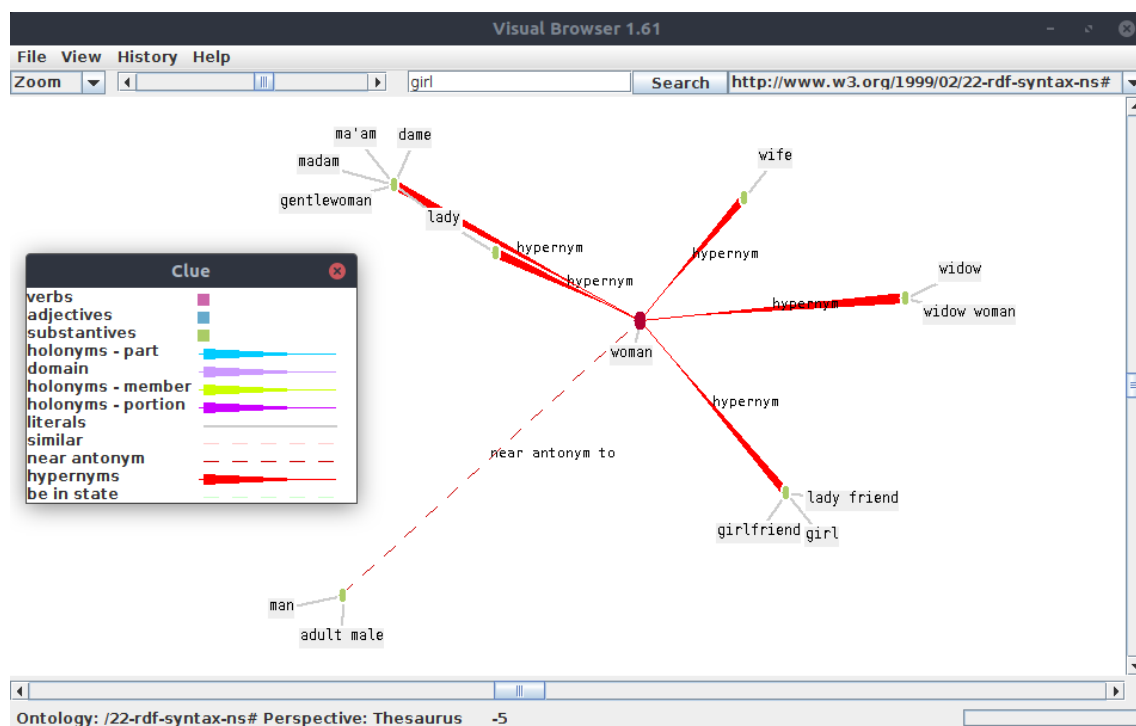 Visual Browser 1.61
File View History Help
Zoom girl Search http://www.w3.org/1999/02/22-rdf-syntax-ns#
ma'am dame
madam
gentlewoman
lady
wife
hypernym
hypernym
hypernym
widow
hypernym
widow woman
woman
hypernym
near antonym to
lady friend
girlfriend girl
man
adult male
Clue
verbs
adjectives
substantives
holonyms - part
domain
holonyms - member
holonyms - portion
literals
similar
near antonym
hypernyms
be in state
Ontology: /22-rdf-syntax-ns# Perspective: Thesaurus -5